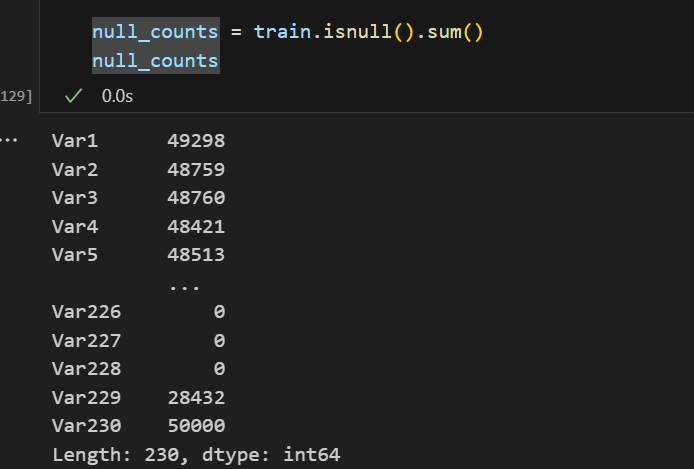 null_counts = train.isnull().sum()
null_counts
129]
0.0s
...
Var1 49298
Var2 48759
Var3 48760
Var4 48421
Var5 48513
...
Var226 0
Var227 0
Var228 0
Var229 28432
Var230 50000
Length: 230, dtype: int64